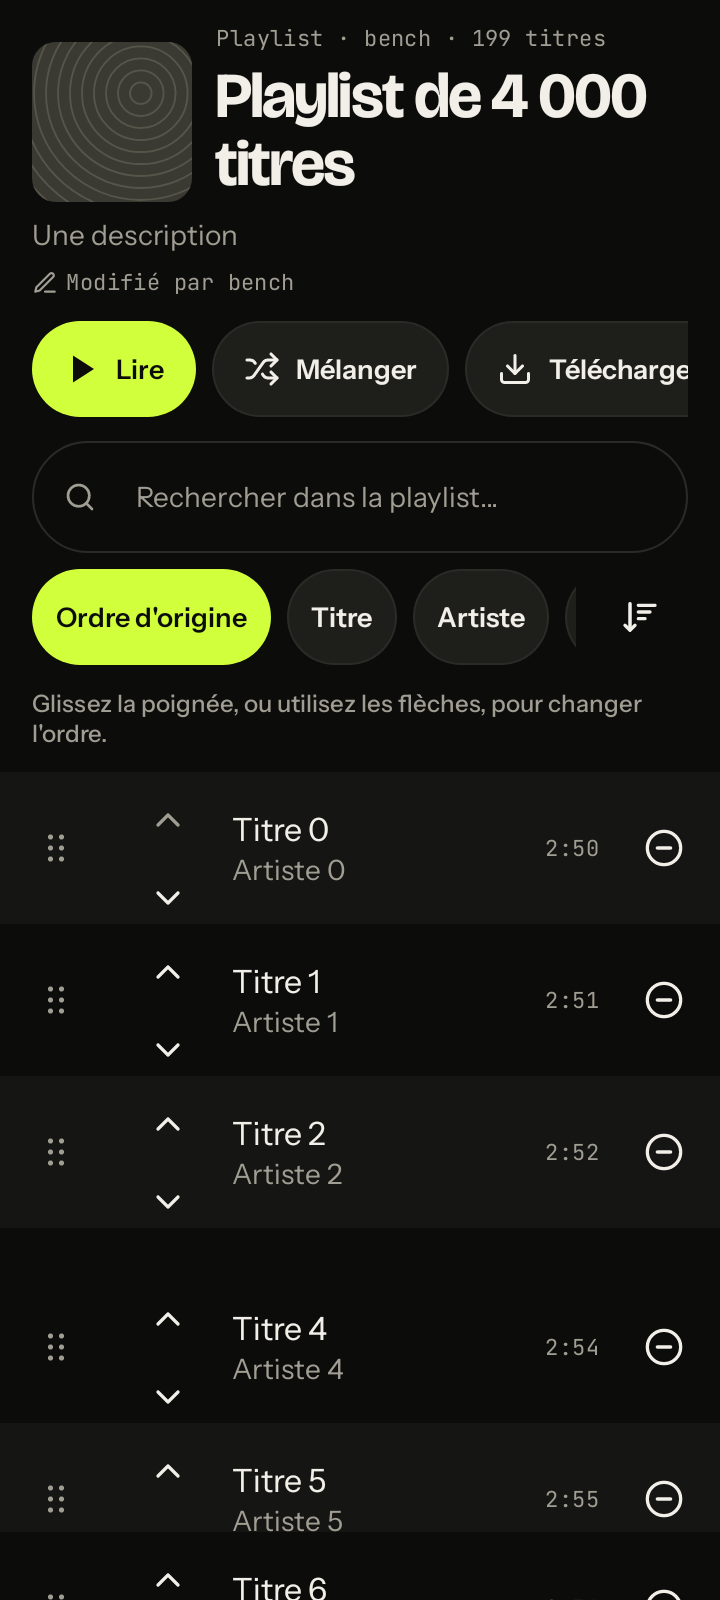 Playlist · bench · 199 titres
Playlist de 4 000
titres
Une description
Modifié par bench
Lire
Mélanger
Télécharge
Rechercher dans la playlist...
Ordre d'origine
Titre
Artiste
Glissez la poignée, ou utilisez les flèches, pour changer
l'ordre.
Titre 0
Artiste 0
2:50
Titre 1
Artiste 1
2:51
Titre 2
Artiste 2
2:52
Titre 4
Artiste 4
2:54
Titre 5
Artiste 5
2:55
Titre 6